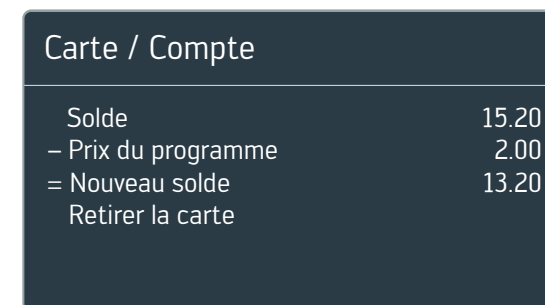 Carte / Compte
Solde 15.20
– Prix du programme 2.00
= Nouveau solde 13.20
Retirer la carte